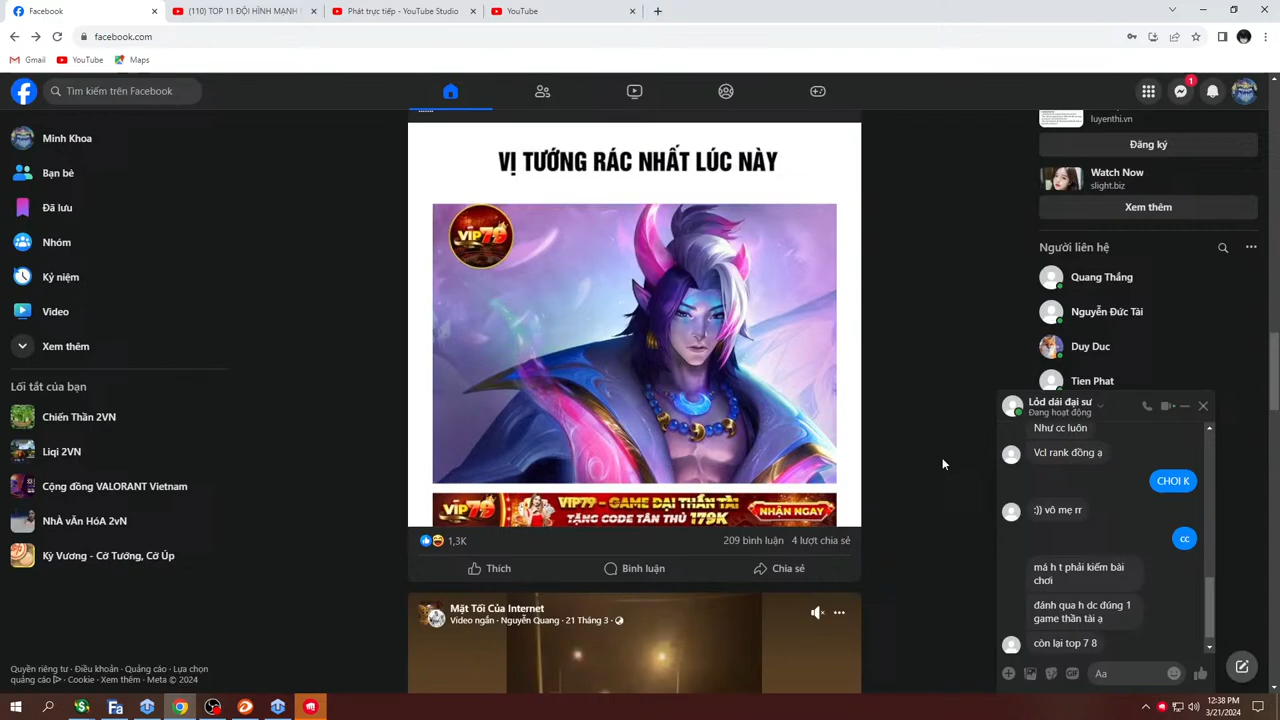 Facebook
(110) TOP 11 ĐỘI HÌNH MẠNH
Phát trực tiếp - YouTube Studio
YouTube
facebook.com
Gmail
YouTube
Maps
Tìm kiếm trên Facebook
1
Minh Khoa
Bạn bè
Đã lưu
Nhóm
Kỷ niệm
Video
Xem thêm
Lối tắt của bạn
Chiến Thần 2VN
Liqi 2VN
Cộng đồng VALORANT Vietnam
NhÀ vĂn HóA 2VN
Kỳ Vương - Cờ Tướng, Cờ Úp
Quyền riêng tư · Điều khoản · Quảng cáo · Lựa chọn
quảng cáo · Cookie · Xem thêm · Meta © 2024
VỊ TƯỚNG RÁC NHẤT LÚC NÀY
VIP79
VIP79
VIP79 - GAME ĐẠI THẦN TÀI
TẶNG CODE TÂN THỦ 179K
NHẬN NGAY
1,3K
209 bình luận 4 lượt chia sẻ
Thích
Bình luận
Chia sẻ
Mặt Tối Của Internet
Video ngắn · Nguyễn Quang · 21 Tháng 3 ·
luyenthi.vn
Đăng ký
Watch Now
slight.biz
Xem thêm
Người liên hệ
Quang Thắng
Nguyễn Đức Tài
Duy Duc
Tien Phat
Lỏd dái đại sư
Đang hoạt động
Như cc luôn
Vcl rank đồng ạ
CHOI K
:)) vô mẹ rr
cc
má h t phải kiếm bài
chơi
đánh qua h dc đúng 1
game thần tài ạ
còn lại top 7 8
Aa
12:38 PM
3/21/2024